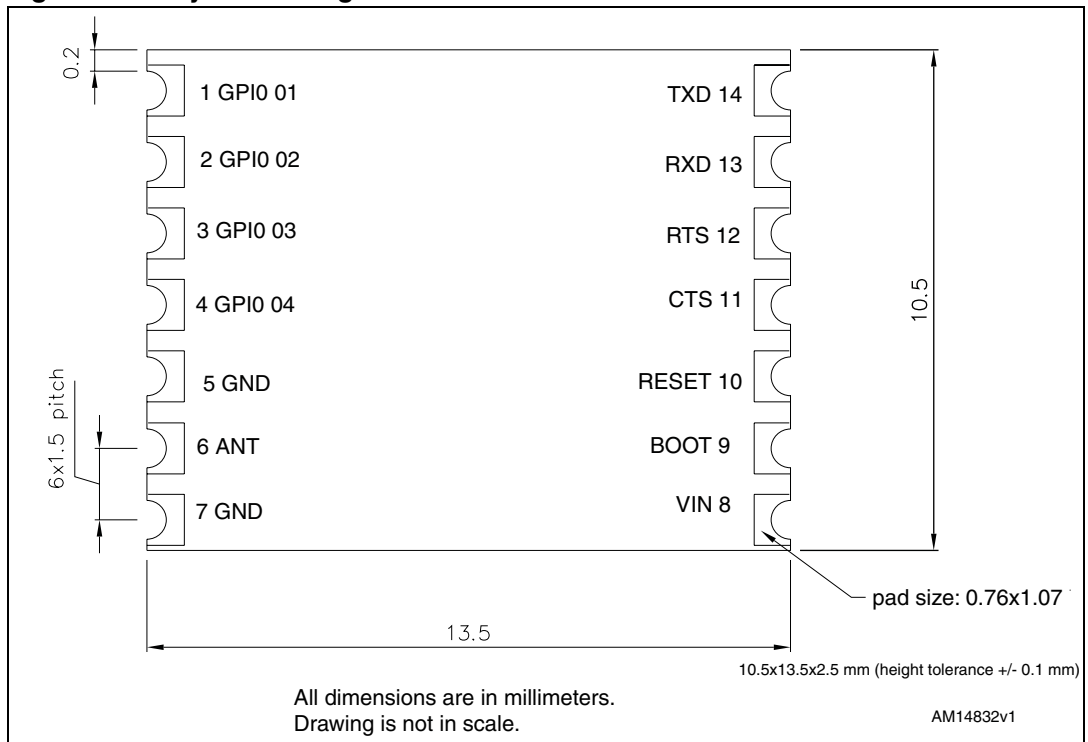 0.2
1 GPI0 01
TXD 14
2 GPI0 02
RXD 13
3 GPI0 03
RTS 12
4 GPI0 04
CTS 11
10.5
5 GND
RESET 10
6x1.5 pitch
6 ANT
BOOT 9
7 GND
VIN 8
pad size: 0.76x1.07
13.5
10.5x13.5x2.5 mm (height tolerance +/- 0.1 mm)
All dimensions are in millimeters.
Drawing is not in scale.
AM14832v1